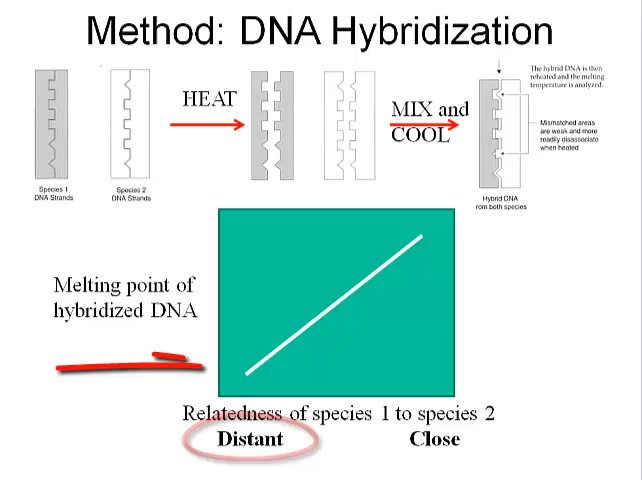 Method: DNA Hybridization
The hybrid DNA is then
reheated and the melting
temperature is analyzed.
HEAT
MIX and
COOL
Mismatched areas
are weak and more
readily disassociate
when heated
Species 1
DNA Strands
Species 2
DNA Strands
Hybrid DNA
rom both species
Melting point of
hybridized DNA
Relatedness of species 1 to species 2
Distant Close